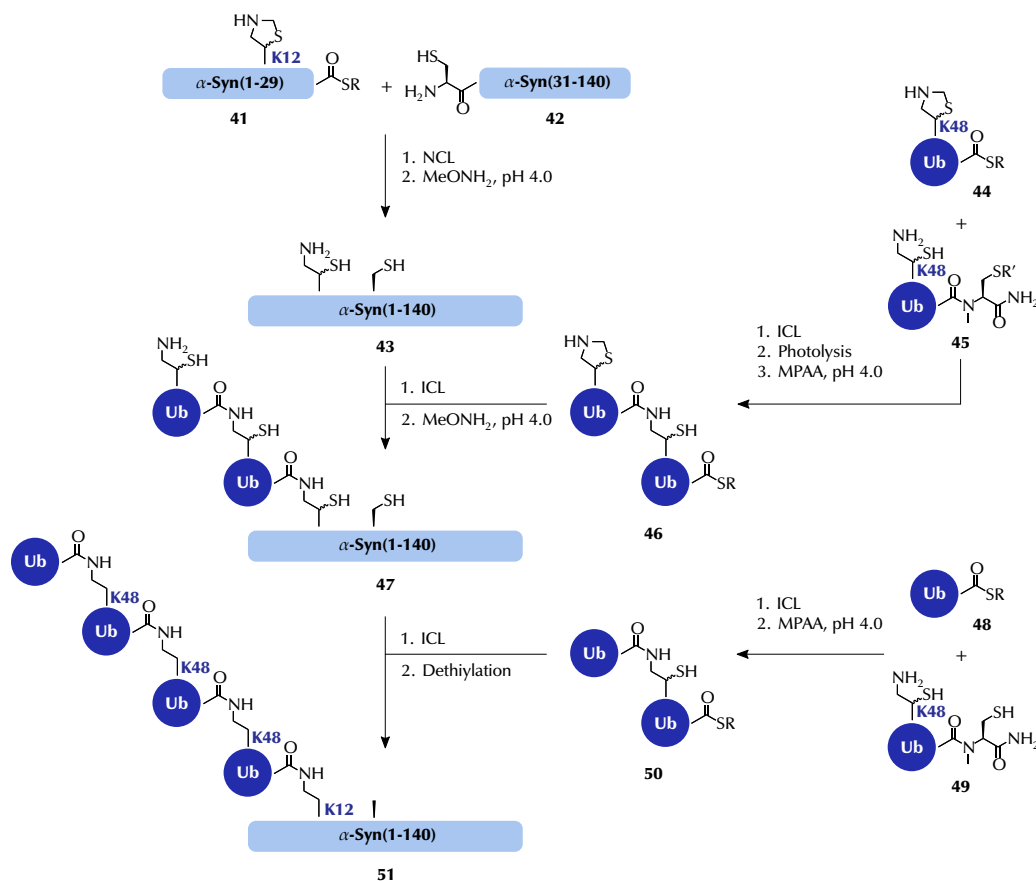 HN
S
K12
O
α-Syn(1-29)
SR
41
+
HS
H₂N
O
α-Syn(31-140)
42
1. NCL
2. MeONH₂, pH 4.0
HN
S
K48
O
Ub
SR
44
+
NH₂
SH
SH
α-Syn(1-140)
43
NH₂
SH
K48
O
SR′
Ub
N
NH₂
O
45
1. ICL
2. Photolysis
3. MPAA, pH 4.0
NH₂
SH
O
Ub
NH
SH
O
Ub
NH
SH
SH
α-Syn(1-140)
47
1. ICL
2. MeONH₂, pH 4.0
HN
S
O
Ub
NH
SH
O
Ub
SR
46
O
Ub
NH
K48
O
Ub
NH
K48
O
Ub
NH
K48
O
Ub
NH
K12
α-Syn(1-140)
51
1. ICL
2. Dethiylation
O
Ub
NH
SH
O
Ub
SR
50
1. ICL
2. MPAA, pH 4.0
O
Ub
SR
48
+
NH₂
SH
K48
O
SH
Ub
N
NH₂
O
49